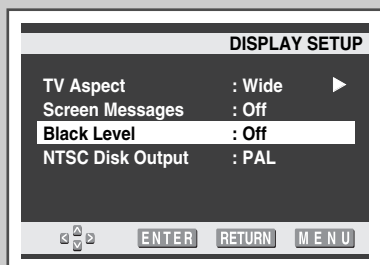 DISPLAY SETUP
TV Aspect : Wide
Screen Messages : Off
Black Level : Off
NTSC Disk Output : PAL
ENTER RETURN MENU